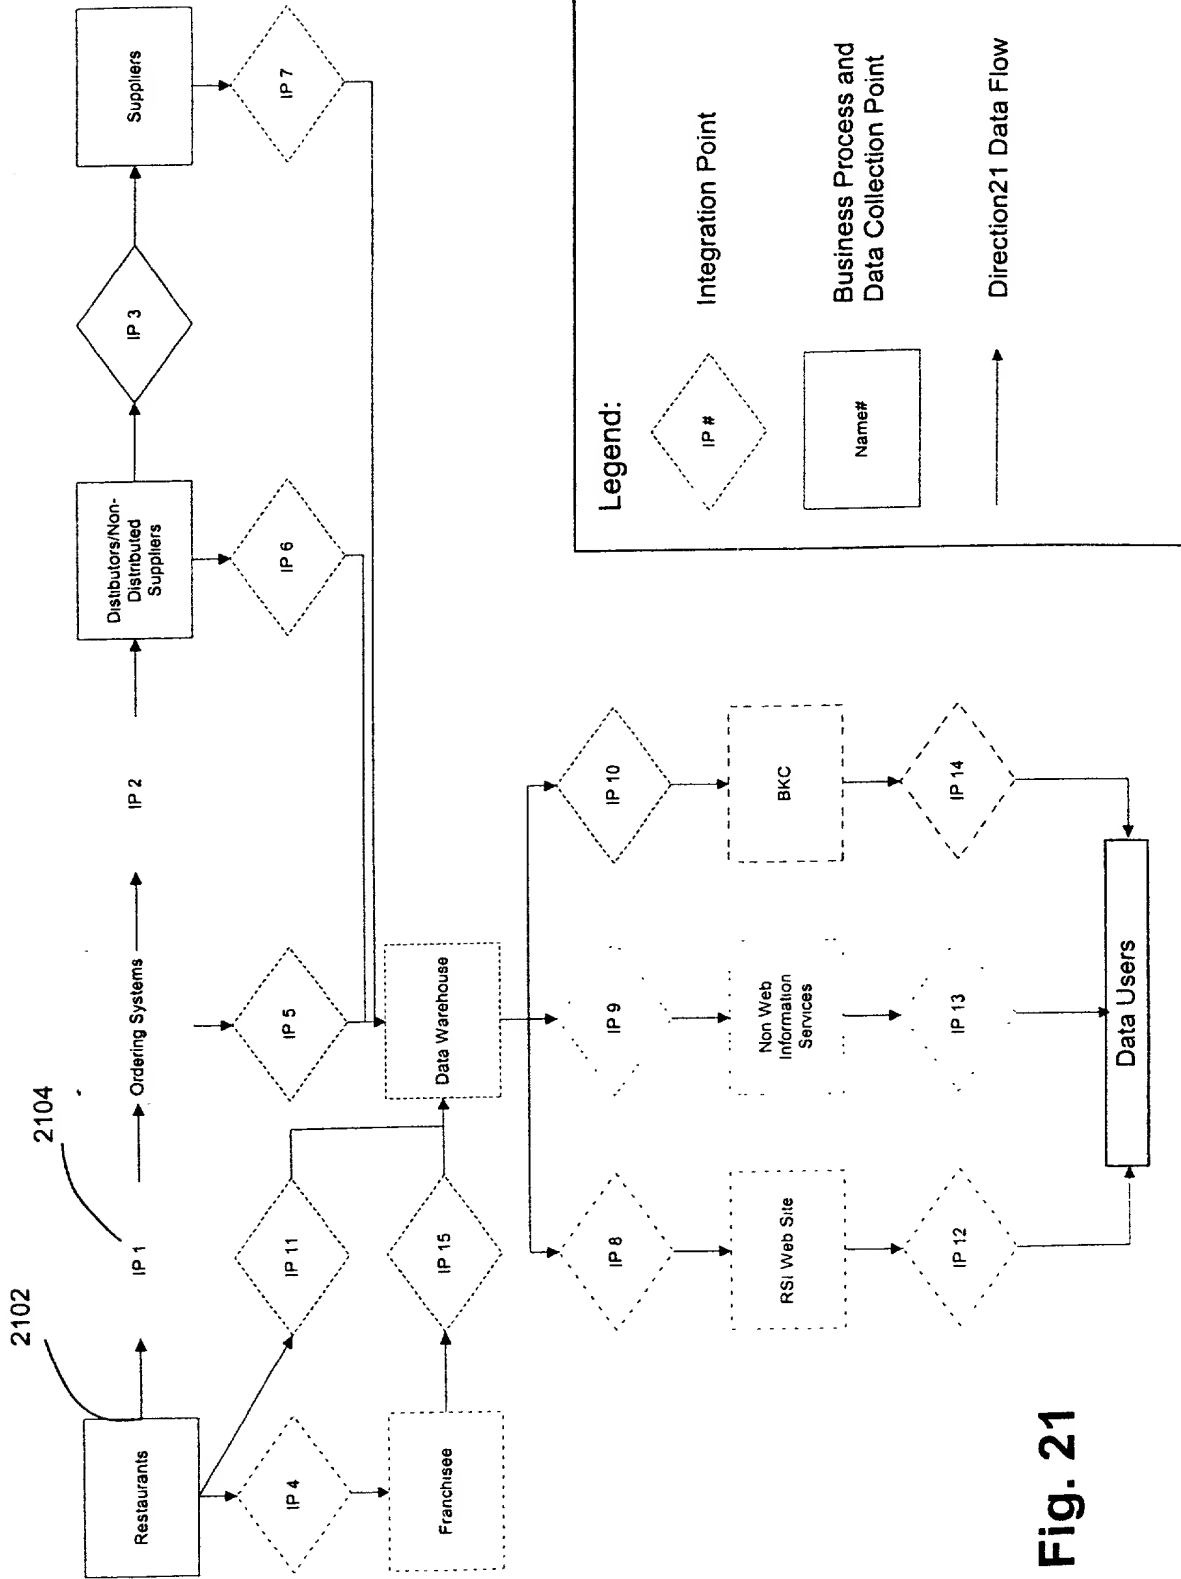 2102
2104
Restaurants
IP 1
Ordering Systems
IP 2
Distributors/Non-
Distributed
Suppliers
IP 3
Suppliers
IP 4
IP 11
IP 5
IP 6
IP 7
Franchisee
IP 15
Data Warehouse
IP 8
IP 9
IP 10
RSI Web Site
Non Web
Information
Services
BKC
IP 12
IP 13
IP 14
Data Users
Legend:
IP #
Integration Point
Name#
Business Process and
Data Collection Point
Direction21 Data Flow
Fig. 21